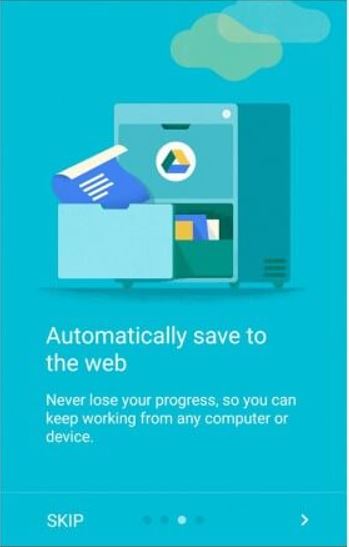 Automatically save to
the web
Never lose your progress, so you can
keep working from any computer or
device.
SKIP